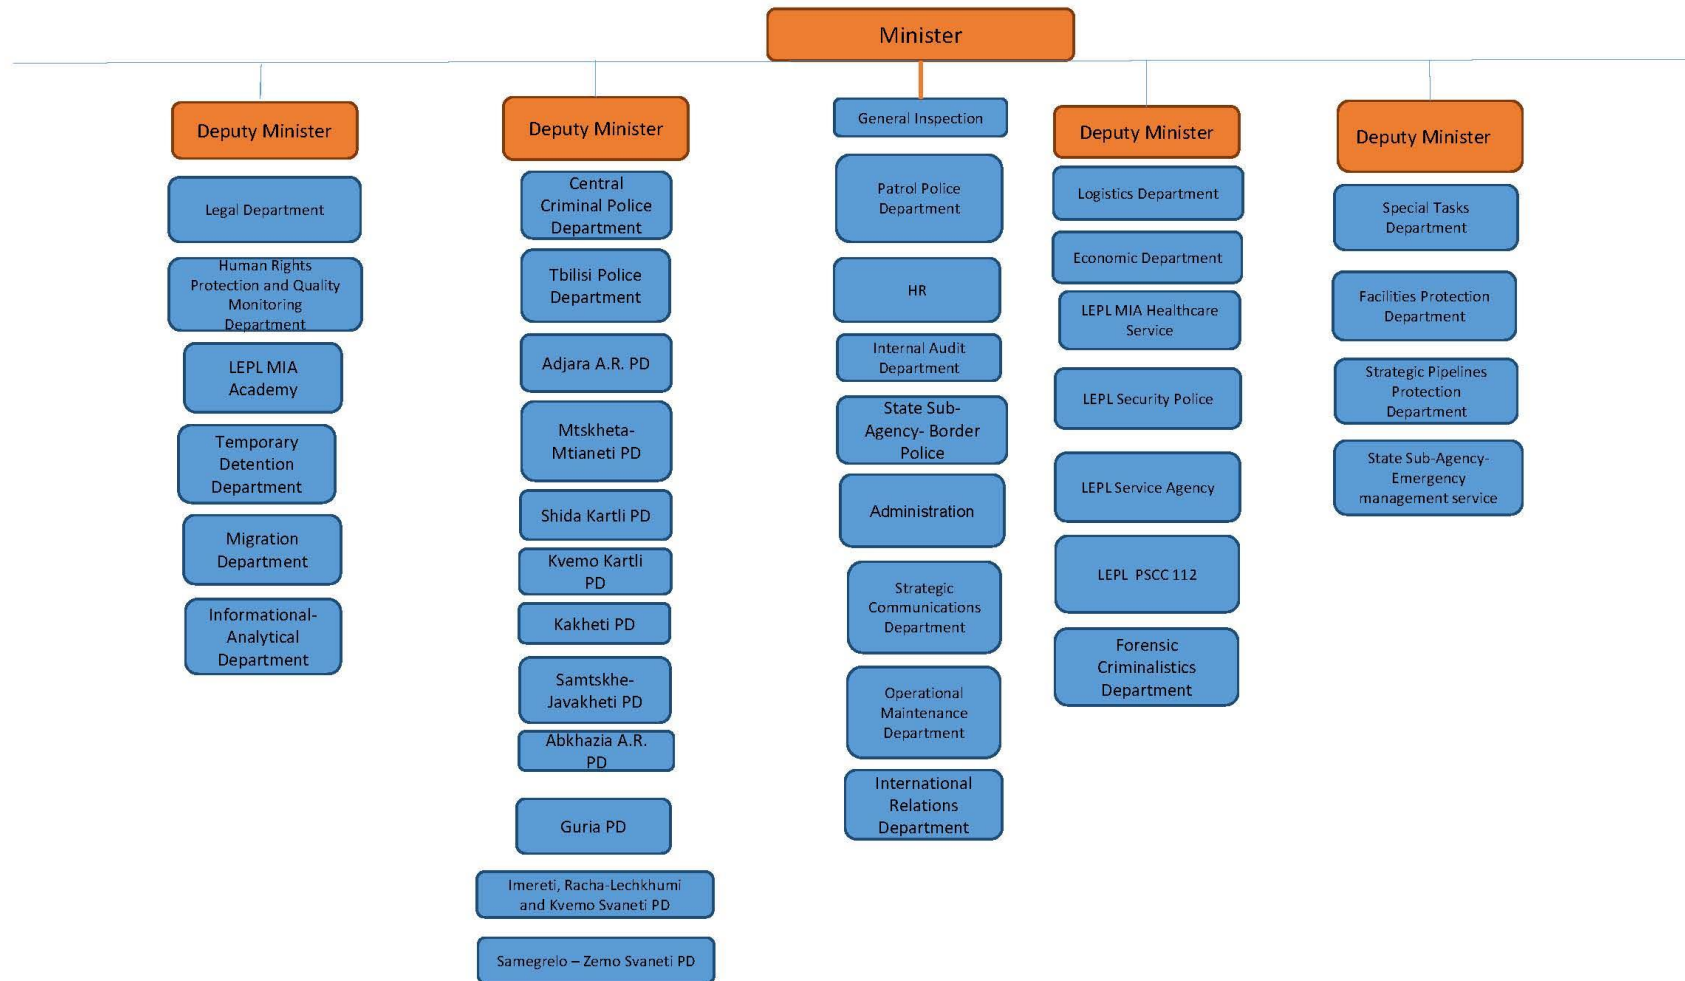 Minister
Deputy Minister
Legal Department
Human Rights
Protection and Quality
Monitoring
Department
LEPL MIA
Academy
Temporary
Detention
Department
Migration
Department
Informational-
Analytical
Department
Deputy Minister
Central
Criminal Police
Department
Tbilisi Police
Department
Adjara A.R. PD
Mtskheta-
Mtianeti PD
Shida Kartli PD
Kvemo Kartli
PD
Kakheti PD
Samtskhe-
Javakheti PD
Abkhazia A.R.
PD
Guria PD
Imereti, Racha-Lechkhumi
and Kvemo Svaneti PD
Samegrelo – Zemo Svaneti PD
General Inspection
Patrol Police
Department
HR
Internal Audit
Department
State Sub-
Agency- Border
Police
Administration
Strategic
Communications
Department
Operational
Maintenance
Department
International
Relations
Department
Deputy Minister
Logistics Department
Economic Department
LEPL MIA Healthcare
Service
LEPL Security Police
LEPL Service Agency
LEPL PSCC 112
Forensic
Criminalistics
Department
Deputy Minister
Special Tasks
Department
Facilities Protection
Department
Strategic Pipelines
Protection
Department
State Sub-Agency-
Emergency
management service